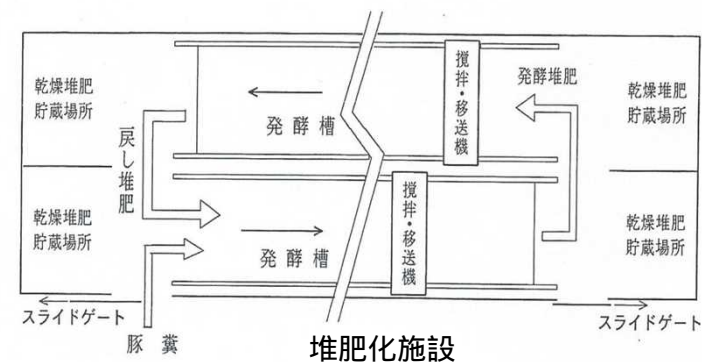 乾燥堆肥
貯蔵場所
発酵槽
攪拌・移送機
発酵堆肥
乾燥堆肥
貯蔵場所
戻し堆肥
乾燥堆肥
貯蔵場所
発酵槽
攪拌・移送機
乾燥堆肥
貯蔵場所
スライドゲート
スライドゲート
豚糞
堆肥化施設